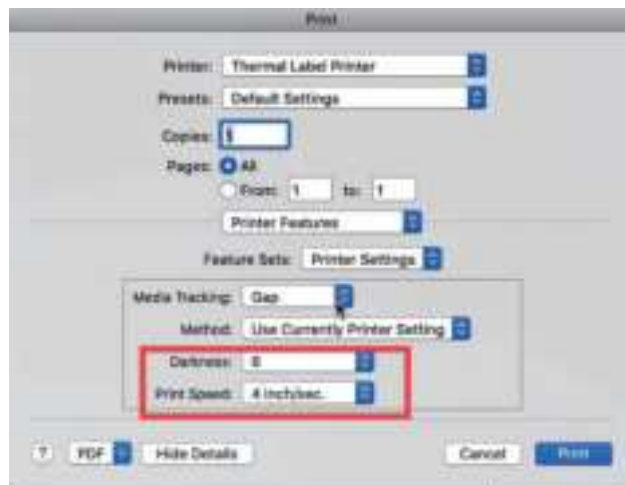 Print
Printer: Thermal Label Printer
Presets: Default Settings
Copies: 1
Pages: All
From: 1 to: 1
Printer Features
Feature Sets: Printer Settings
Media Tracking: Gap
Method: Use Currently Printer Setting
Darkness: 8
Print Speed: 4 inch/sec.
? PDF Hide Details Cancel Print